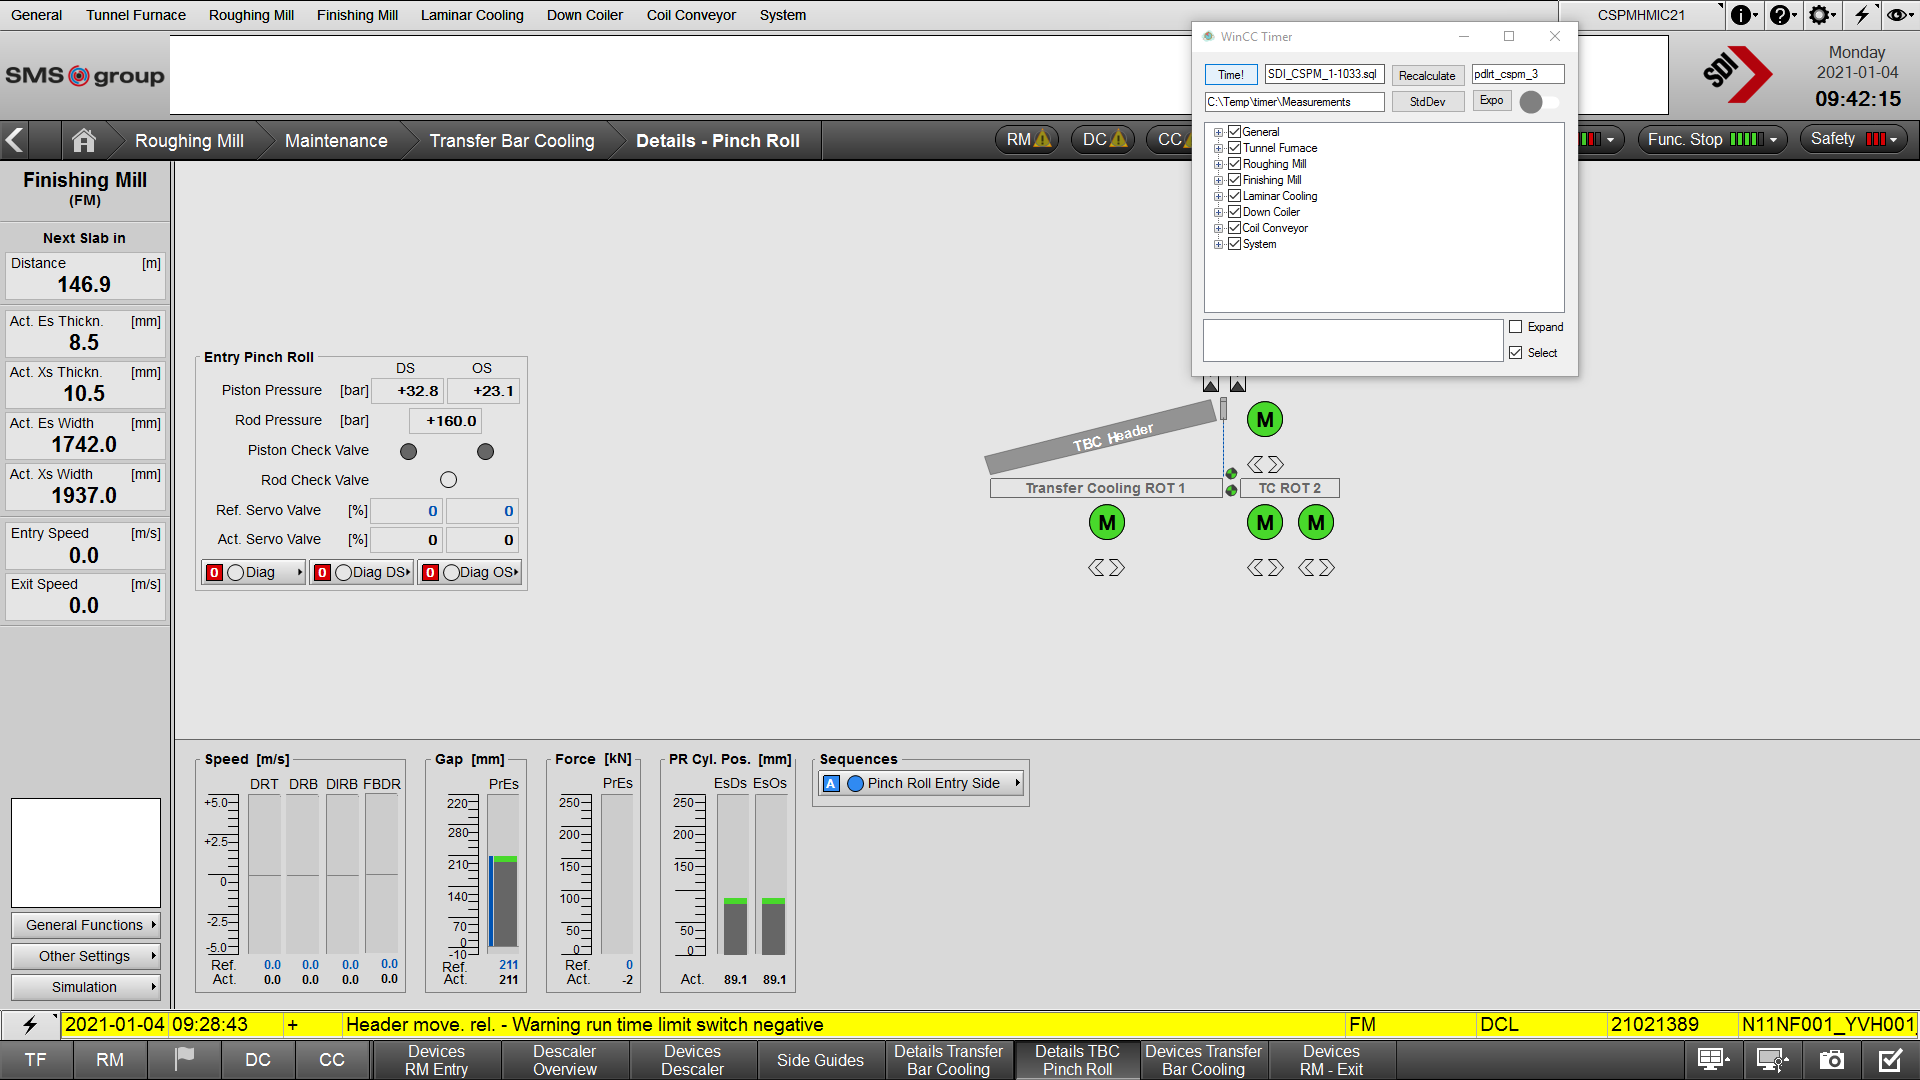 General Tunnel Furnace Roughing Mill Finishing Mill Laminar Cooling Down Coiler Coil Conveyor System CSPMHMIC21
WinCC Timer
Time! SDI_CSPM_1-1033.sql Recalculate pdlrt_cspm_3
C:\Temp\timer\Measurements StdDev Expo
General
Tunnel Furnace
Roughing Mill
Finishing Mill
Laminar Cooling
Down Coiler
Coil Conveyor
System
Expand
Select
SMS group
SDI
Monday
2021-01-04
09:42:15
Roughing Mill Maintenance Transfer Bar Cooling Details - Pinch Roll RM DC CC Func. Stop Safety
Finishing Mill
(FM)
Next Slab in
Distance [m]
146.9
Act. Es Thickn. [mm]
8.5
Act. Xs Thickn. [mm]
10.5
Act. Es Width [mm]
1742.0
Act. Xs Width [mm]
1937.0
Entry Speed [m/s]
0.0
Exit Speed [m/s]
0.0
General Functions
Other Settings
Simulation
Entry Pinch Roll
DS OS
Piston Pressure [bar] +32.8 +23.1
Rod Pressure [bar] +160.0
Piston Check Valve
Rod Check Valve
Ref. Servo Valve [%] 0 0
Act. Servo Valve [%] 0 0
0 Diag 0 Diag DS 0 Diag OS
TBC Header
M
Transfer Cooling ROT 1 TC ROT 2
M M M
Speed [m/s]
DRT DRB DIRB FBDR
+5.0
+2.5
0
-2.5
-5.0
Ref. 0.0 0.0 0.0 0.0
Act. 0.0 0.0 0.0 0.0
Gap [mm]
PrEs
220
280
210
140
70
0
-10
Ref. 211
Act. 211
Force [kN]
PrEs
250
200
150
100
50
0
Ref. 0
Act. -2
PR Cyl. Pos. [mm]
EsDs EsOs
250
200
150
50
0
Act. 89.1 89.1
Sequences
A Pinch Roll Entry Side
2021-01-04 09:28:43 + Header move. rel. - Warning run time limit switch negative FM DCL 21021389 N11NF001_YVH001
TF RM DC CC Devices RM Entry Descaler Overview Devices Descaler Side Guides Details Transfer Bar Cooling Details TBC Pinch Roll Devices Transfer Bar Cooling Devices RM - Exit